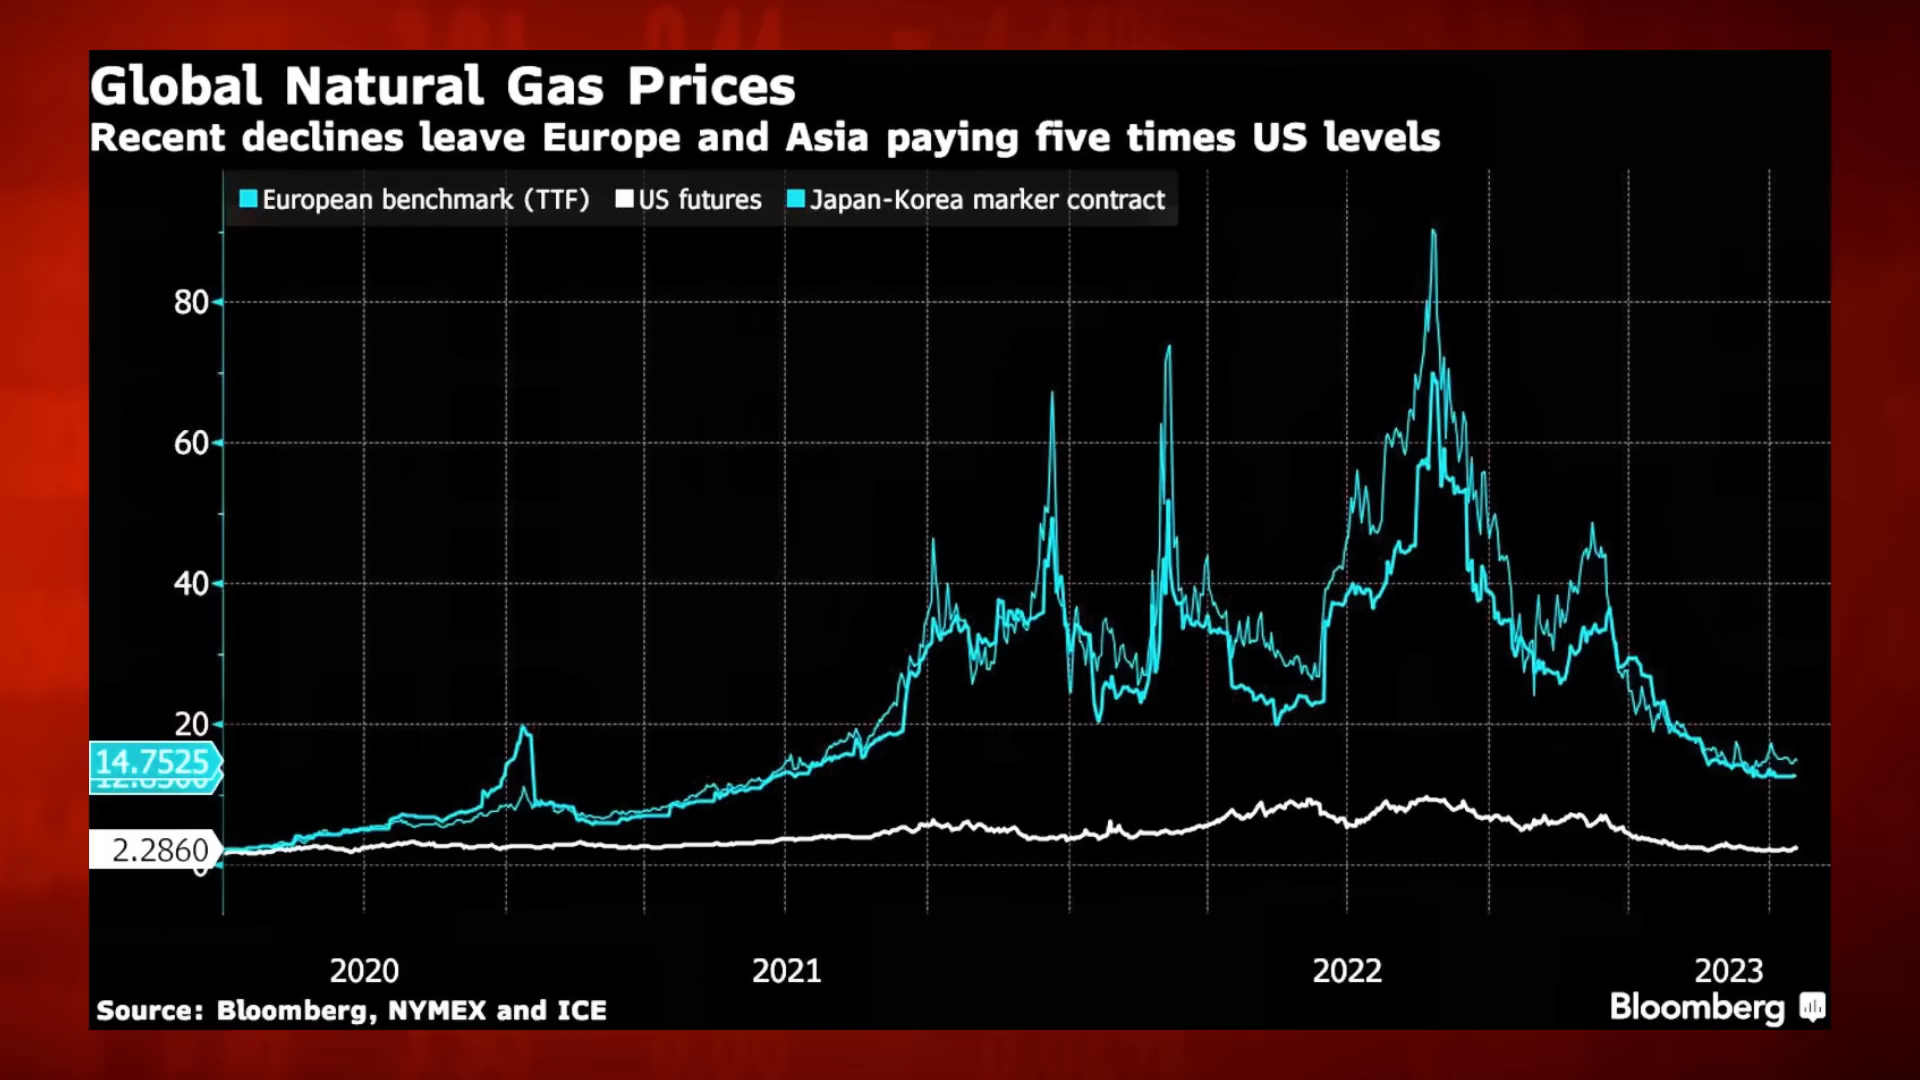 Global Natural Gas Prices
Recent declines leave Europe and Asia paying five times US levels
European benchmark (TTF) US futures Japan-Korea marker contract
80
60
40
20
14.7525
2.2860
0
2020 2021 2022 2023
Source: Bloomberg, NYMEX and ICE
Bloomberg